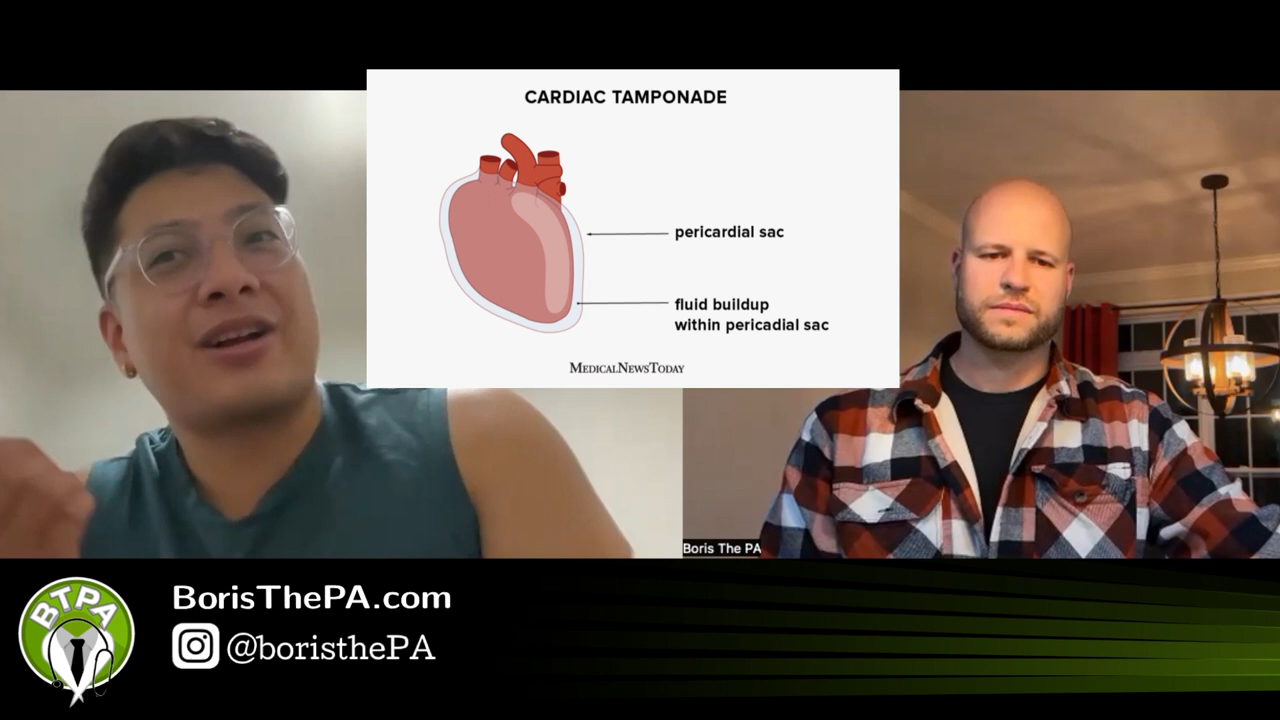 CARDIAC TAMPONADE
pericardial sac
fluid buildup
within pericadial sac
MEDICALNEWSTODAY
Boris The PA
BTPA
BorisThePA.com
@boristhePA